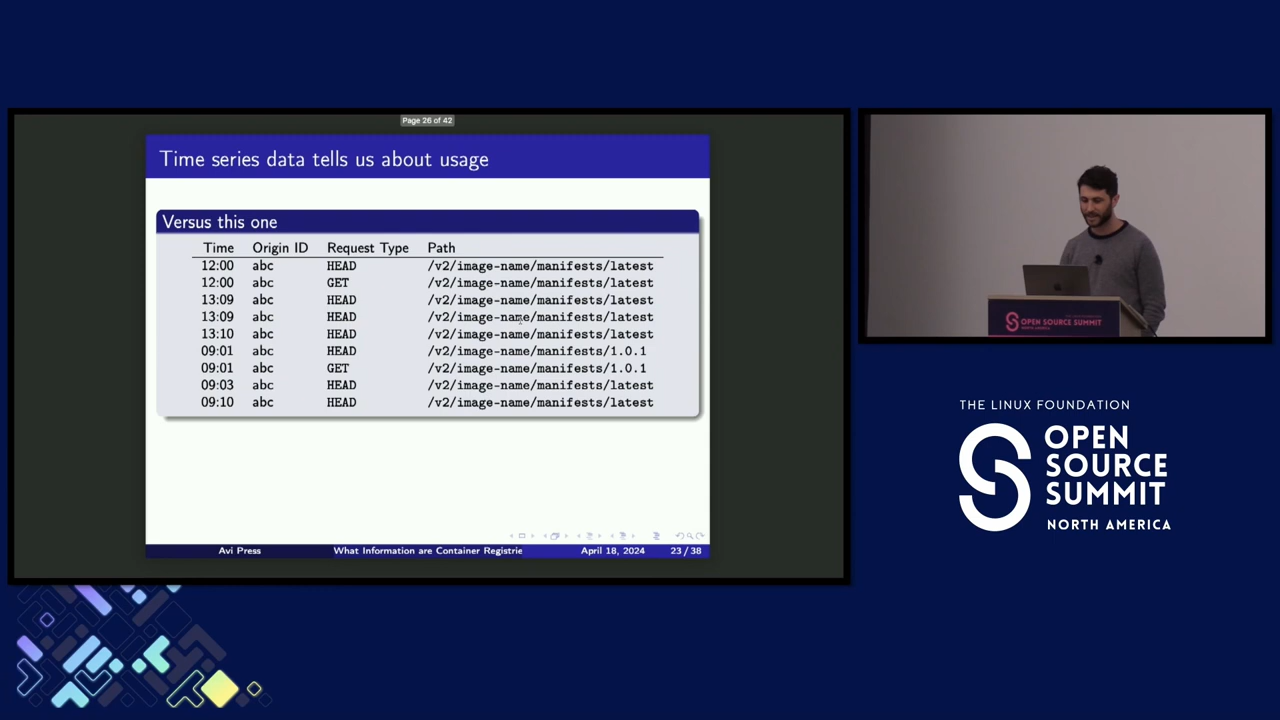 Page 26 of 42
Time series data tells us about usage
Versus this one
Time Origin ID Request Type Path
12:00 abc HEAD /v2/image-name/manifests/latest
12:00 abc GET /v2/image-name/manifests/latest
13:09 abc HEAD /v2/image-name/manifests/latest
13:09 abc HEAD /v2/image-name/manifests/latest
13:10 abc HEAD /v2/image-name/manifests/latest
09:01 abc HEAD /v2/image-name/manifests/1.0.1
09:01 abc GET /v2/image-name/manifests/1.0.1
09:03 abc HEAD /v2/image-name/manifests/latest
09:10 abc HEAD /v2/image-name/manifests/latest
Avi Press What Information are Container Registrie April 18, 2024 23 / 38
OPEN SOURCE SUMMIT
NORTH AMERICA
THE LINUX FOUNDATION
OPEN
SOURCE
SUMMIT
NORTH AMERICA